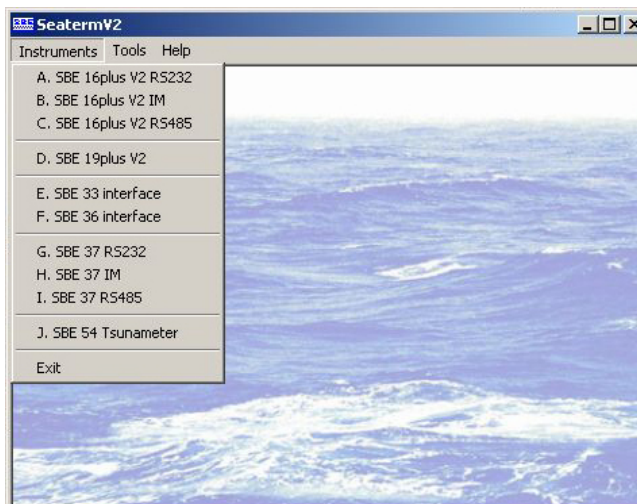 SBE SeatermV2
Instruments Tools Help
A. SBE 16plus V2 RS232
B. SBE 16plus V2 IM
C. SBE 16plus V2 RS485
D. SBE 19plus V2
E. SBE 33 interface
F. SBE 36 interface
G. SBE 37 RS232
H. SBE 37 IM
I. SBE 37 RS485
J. SBE 54 Tsunameter
Exit